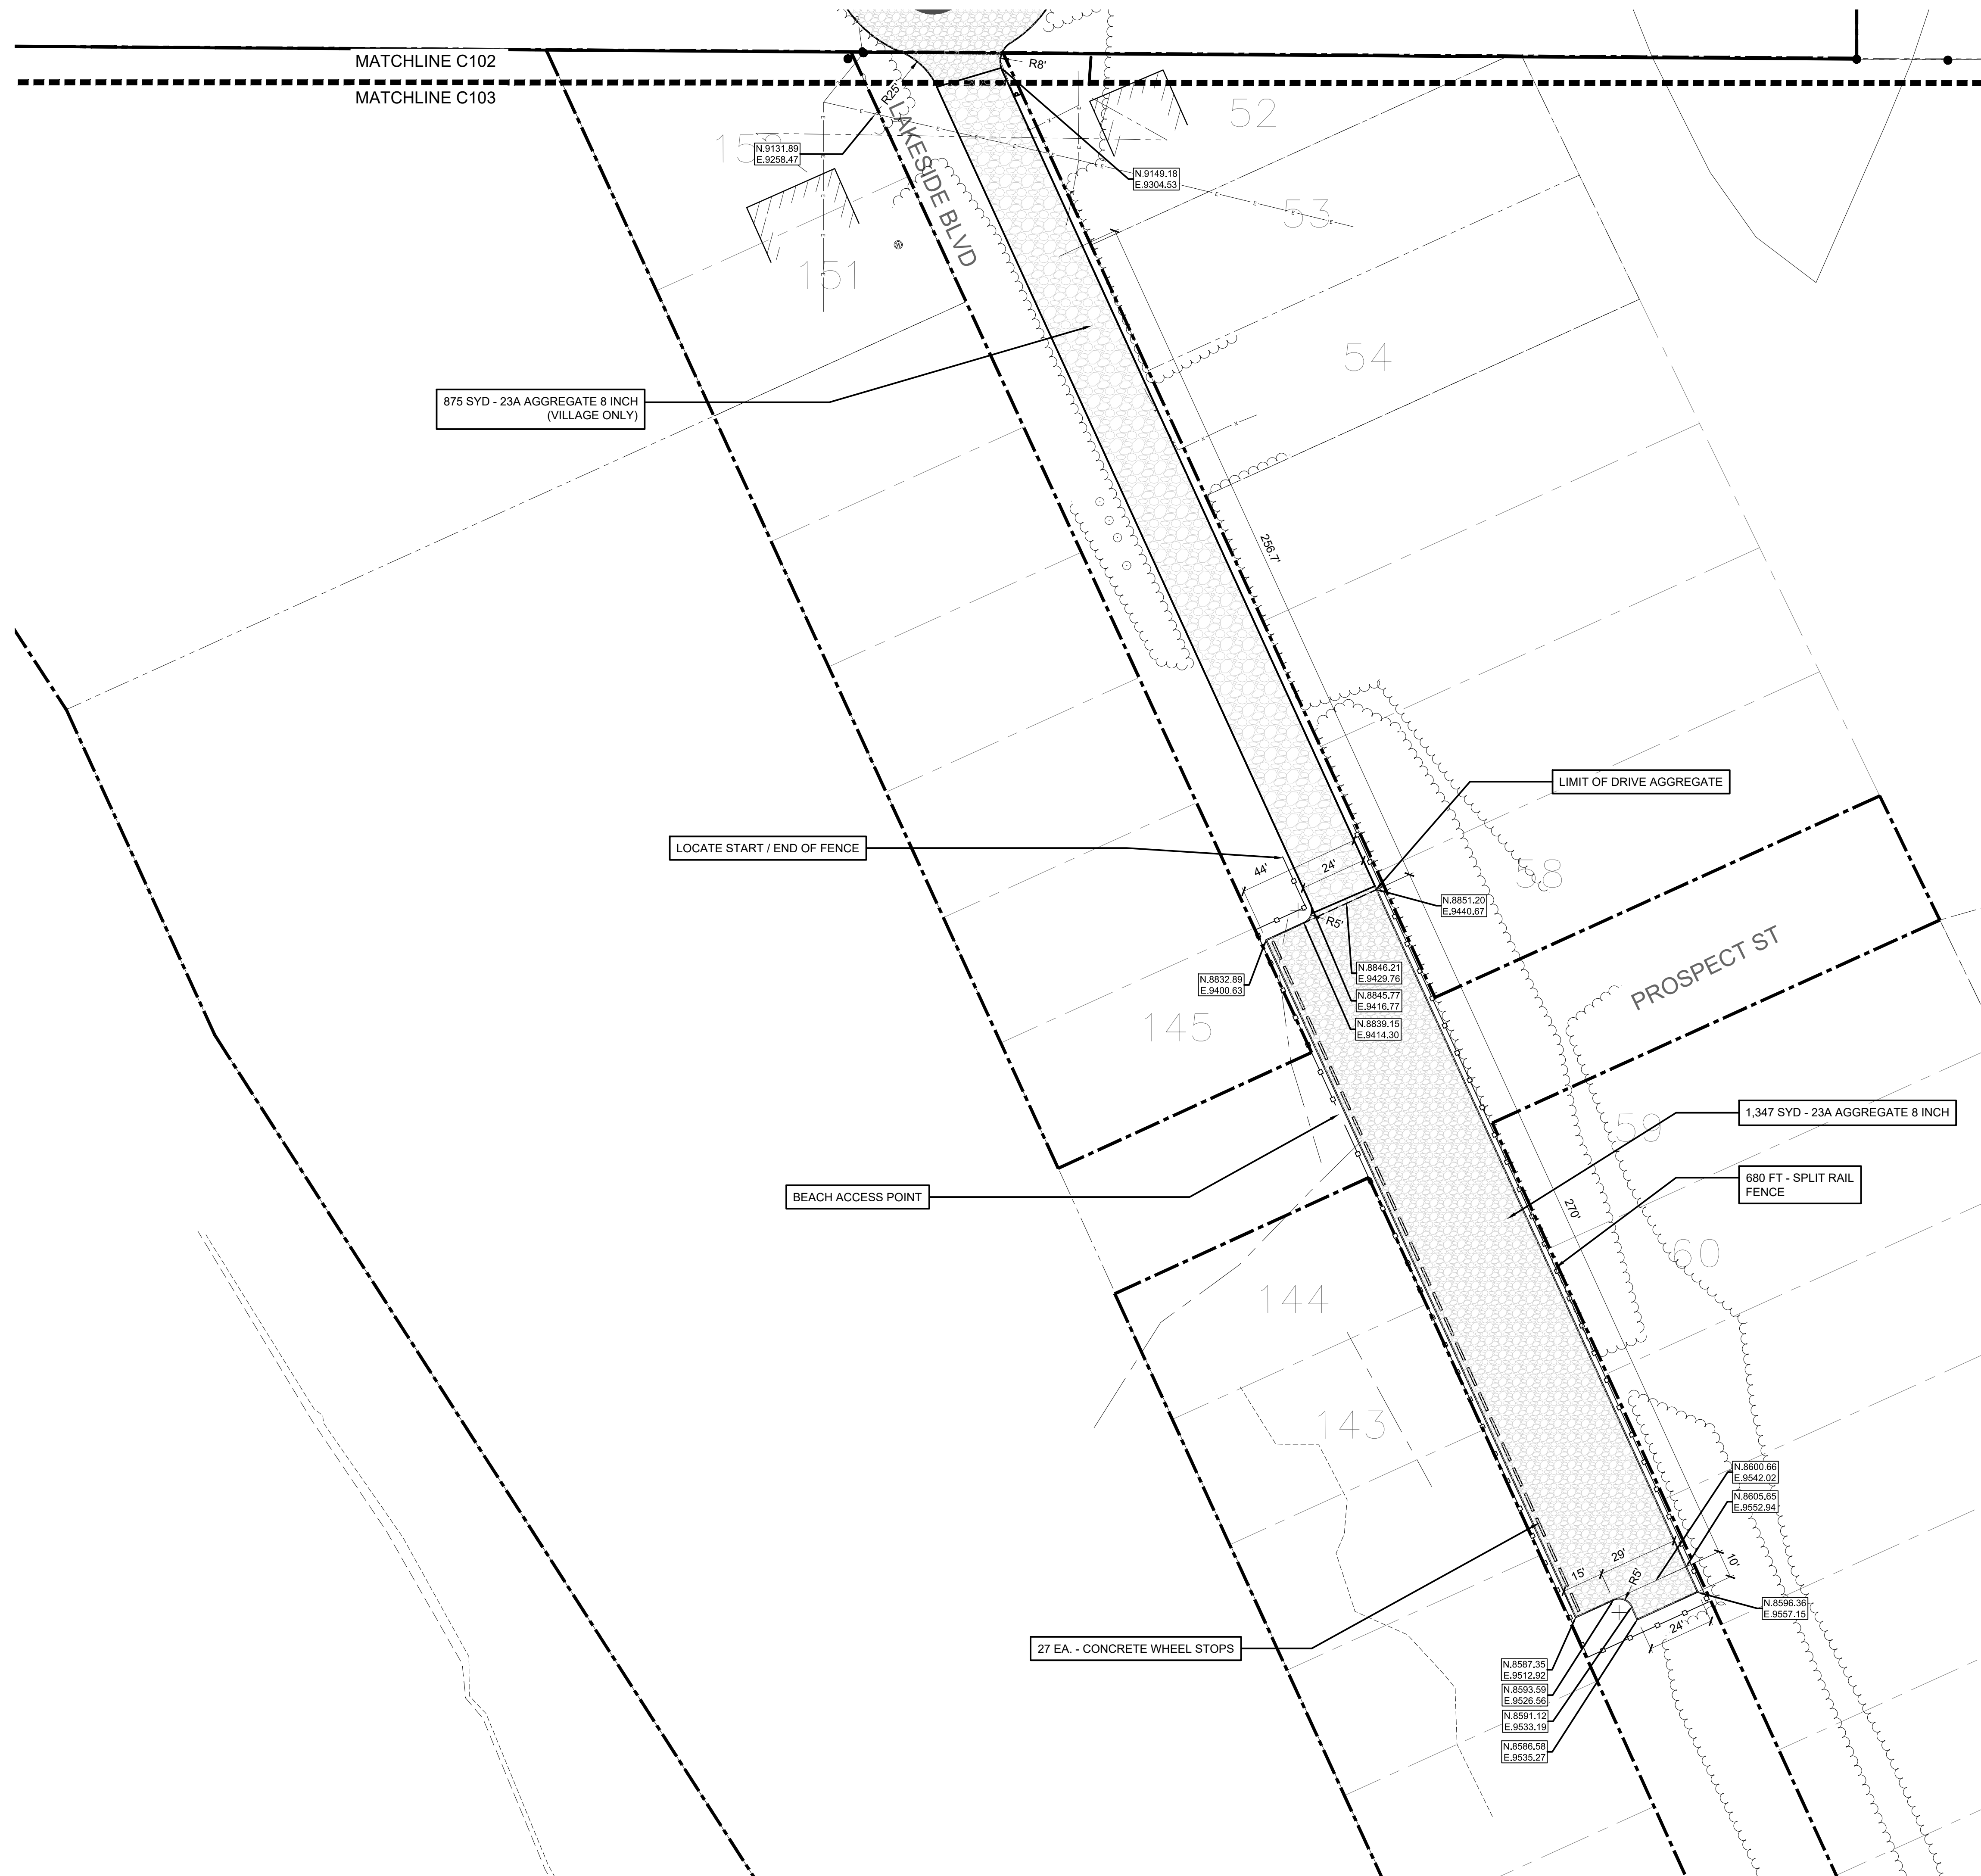 MATCHLINE C102
MATCHLINE C103
R8'
R25'
LAKESIDE BLVD
52
N.9131.89
E.9258.47
N.9149.18
E.9304.53
53
151
54
875 SYD - 23A AGGREGATE 8 INCH
(VILLAGE ONLY)
256.7'
LIMIT OF DRIVE AGGREGATE
LOCATE START / END OF FENCE
44'
24'
58
N.8851.20
E.9440.67
R5'
N.8832.89
E.9400.63
N.8846.21
E.9429.76
N.8845.77
E.9416.77
N.8839.15
E.9414.30
PROSPECT ST
145
1,347 SYD - 23A AGGREGATE 8 INCH
59
680 FT - SPLIT RAIL
FENCE
BEACH ACCESS POINT
270'
60
144
143
N.8600.66
E.9542.02
N.8605.65
E.9552.94
15'
29'
R5'
10'
N.8596.36
E.9557.15
24'
27 EA. - CONCRETE WHEEL STOPS
N.8587.35
E.9512.92
N.8593.59
E.9526.56
N.8591.12
E.9533.19
N.8586.58
E.9535.27